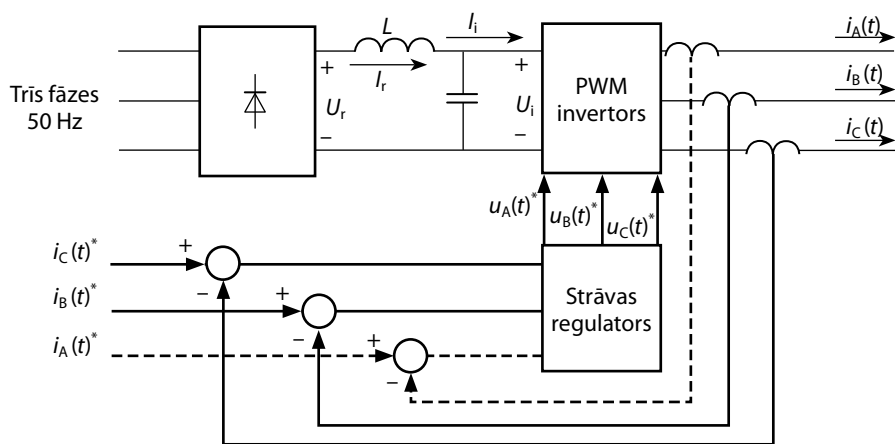 Trīs fāzes
50 Hz
L
I_i
I_r
+
U_r
−
+
U_i
−
PWM
invertors
i_A(t)
i_B(t)
i_C(t)
u_A(t)*
u_B(t)*
u_C(t)*
i_C(t)*
+
−
i_B(t)*
+
−
i_A(t)*
+
−
Strāvas
regulators